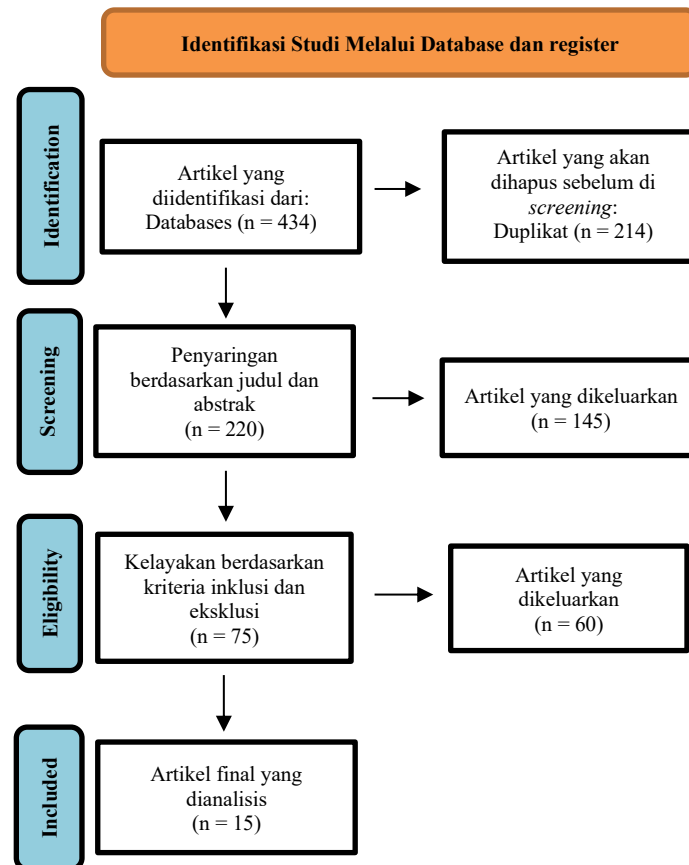 Identifikasi Studi Melalui Database dan register
Identification
Artikel yang
diidentifikasi dari:
Databases (n = 434)
Artikel yang akan
dihapus sebelum di
screening:
Duplikat (n = 214)
Screening
Penyaringan
berdasarkan judul dan
abstrak
(n = 220)
Artikel yang dikeluarkan
(n = 145)
Eligibility
Kelayakan berdasarkan
kriteria inklusi dan
eksklusi
(n = 75)
Artikel yang
dikeluarkan
(n = 60)
Included
Artikel final yang
dianalisis
(n = 15)